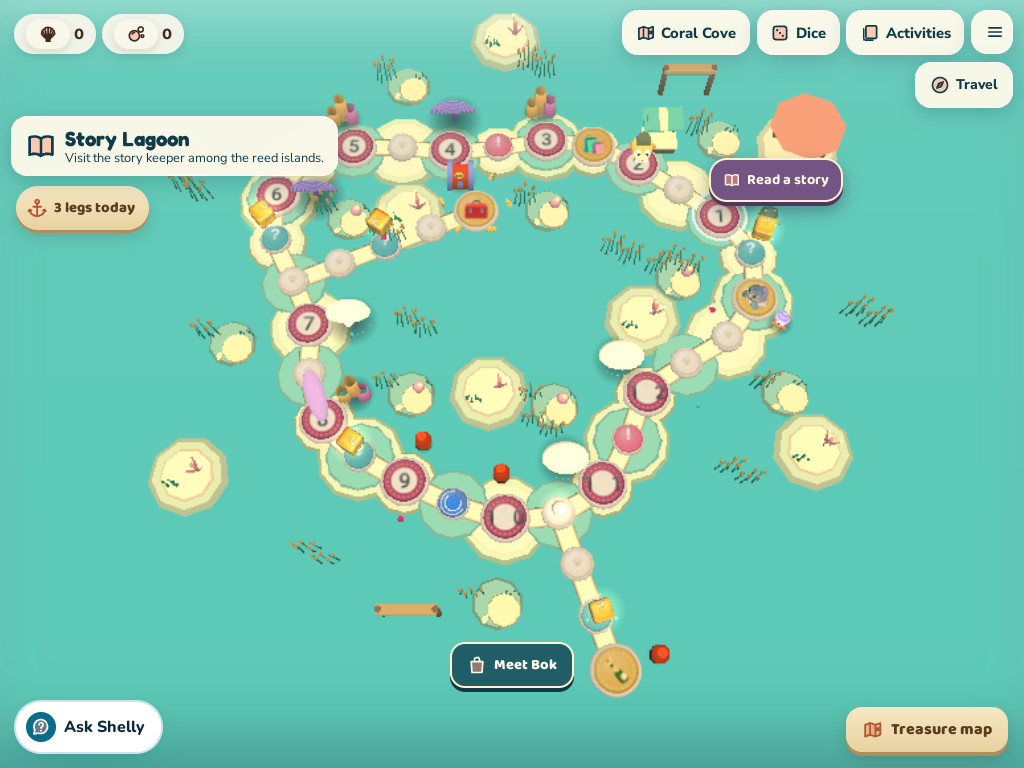 0
0
Coral Cove
Dice
Activities
Travel
Story Lagoon
Visit the story keeper among the reed islands.
3 legs today
5
4
!
3
2
Read a story
6
1
?
?
7
9
!
Meet Bok
Ask Shelly
Treasure map